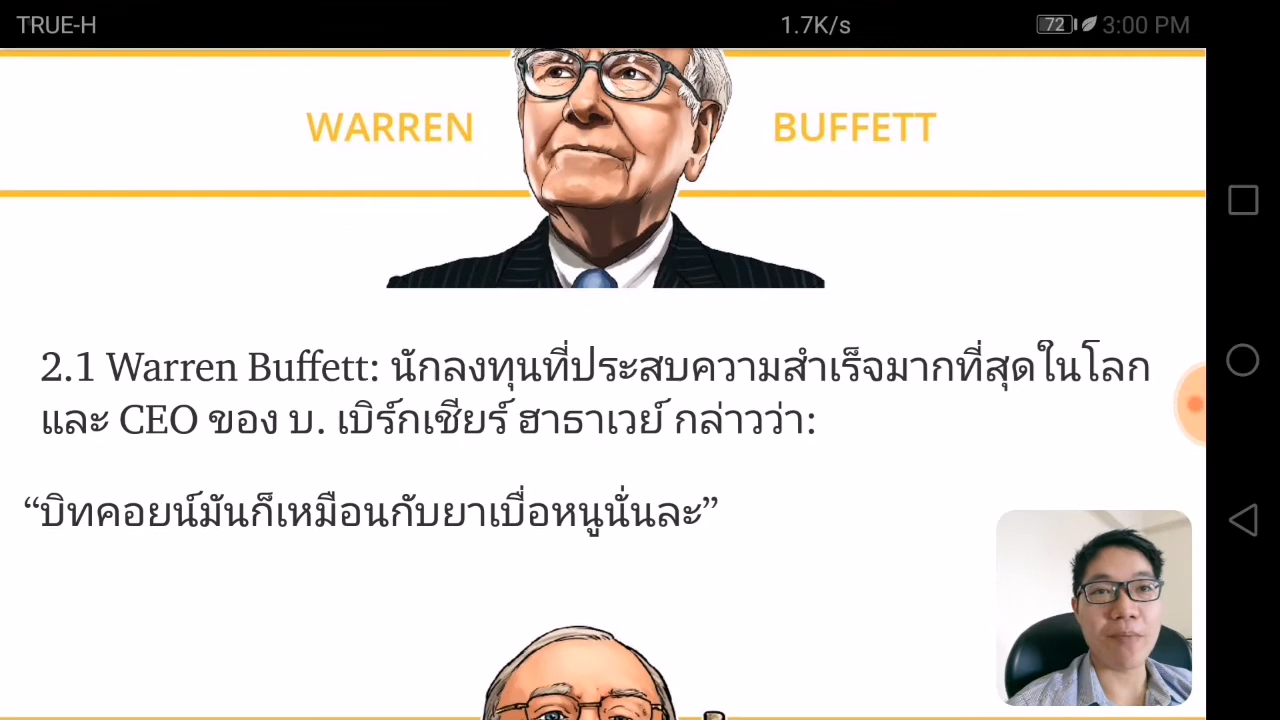 TRUE-H 1.7K/s 72 3:00 PM
WARREN BUFFETT
2.1 Warren Buffett: นักลงทุนที่ประสบความสำเร็จมากที่สุดในโลก
และ CEO ของ บ. เบิร์กเชียร์ ฮาธาเวย์ กล่าวว่า:
“บิทคอยน์มันก็เหมือนกับยาเบื่อหนูนั่นละ”